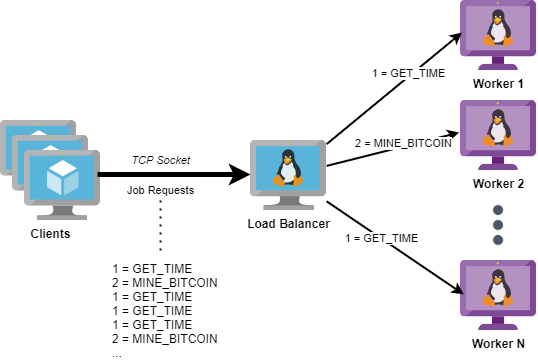 1 = GET_TIME
Worker 1
2 = MINE_BITCOIN
TCP Socket
Job Requests
Worker 2
Load Balancer
Clients
1 = GET_TIME
1 = GET_TIME
2 = MINE_BITCOIN
1 = GET_TIME
1 = GET_TIME
1 = GET_TIME
2 = MINE_BITCOIN
...
Worker N